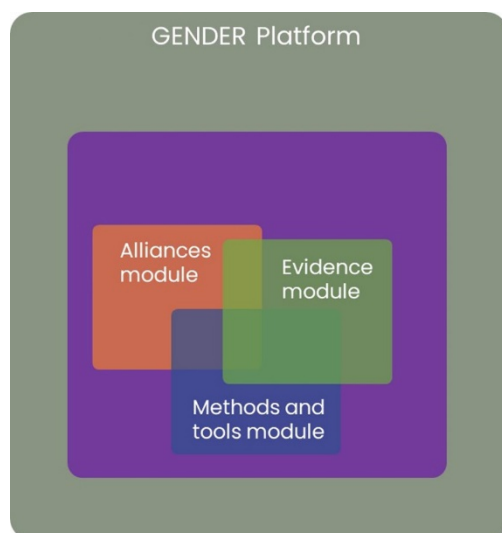 GENDER Platform
Alliances
module
Evidence
module
Methods and
tools module